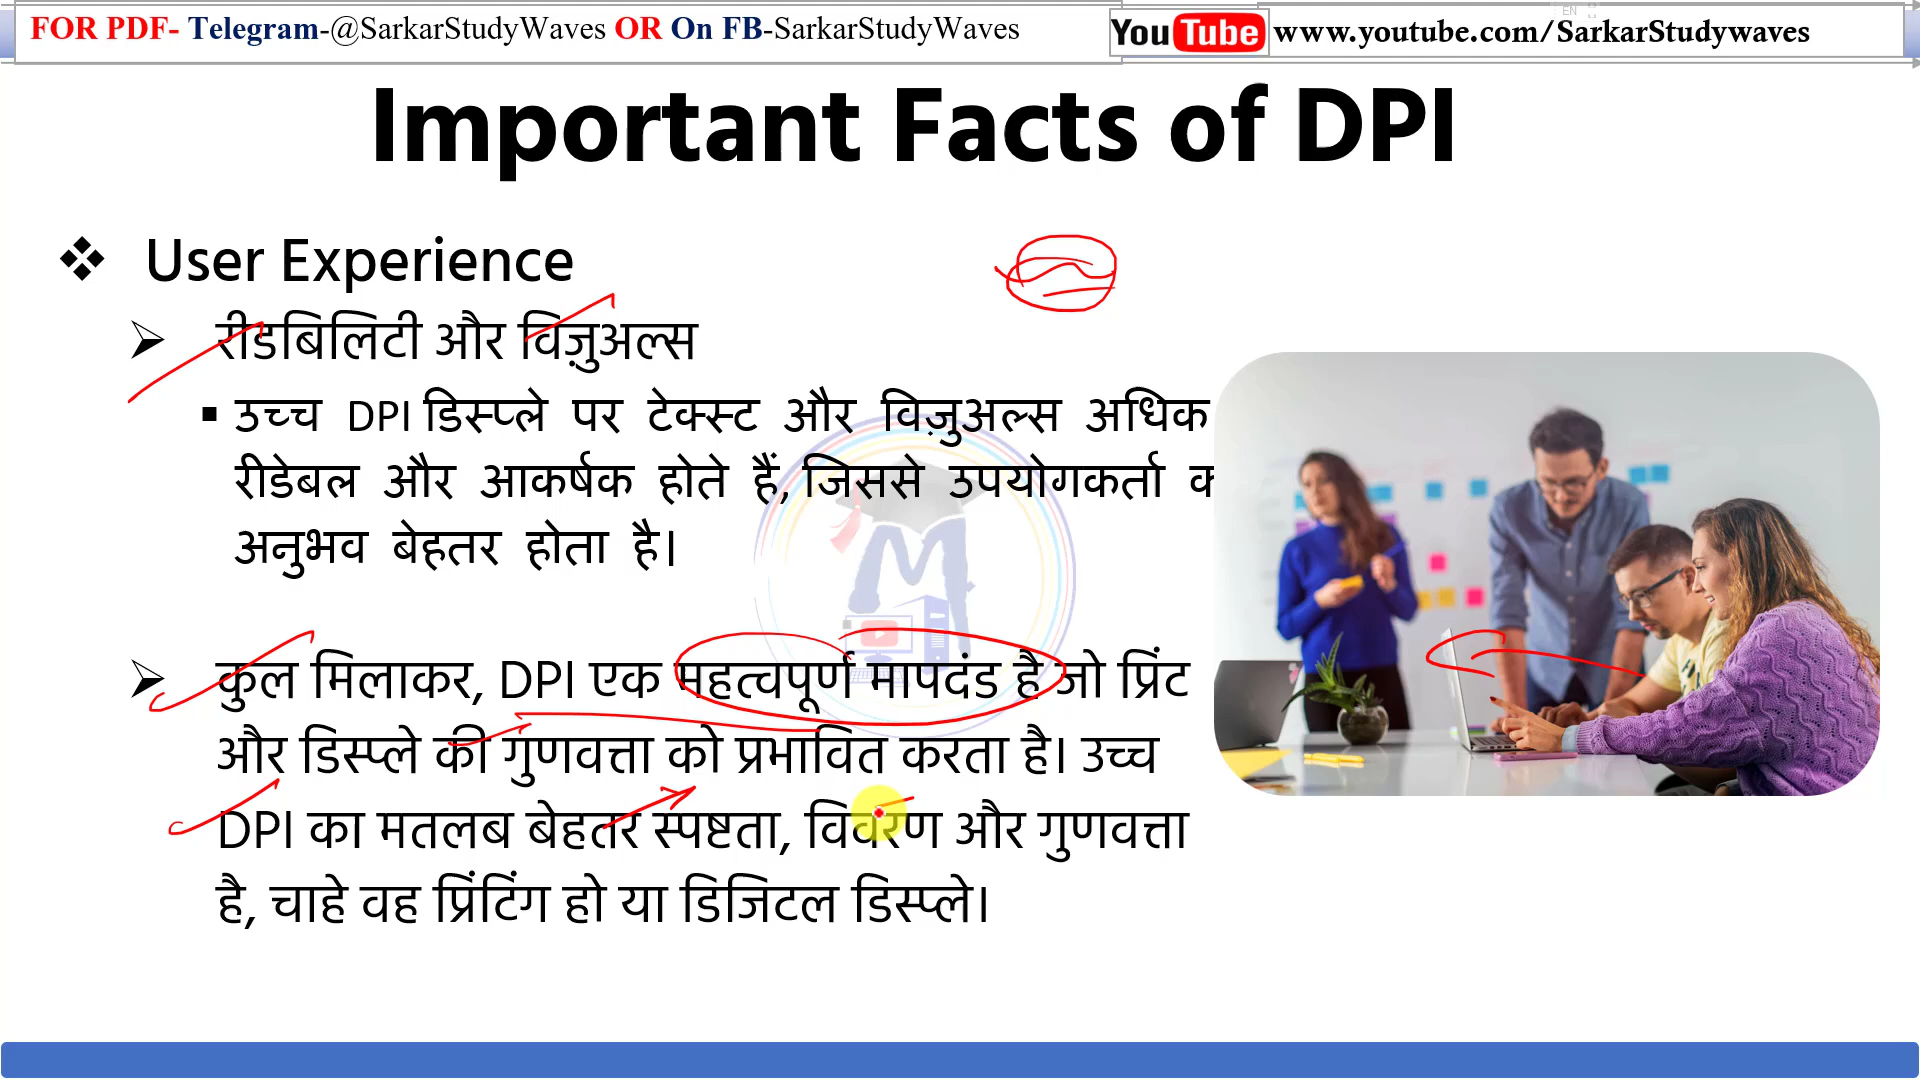 FOR PDF- Telegram-@SarkarStudyWaves OR On FB-SarkarStudyWaves
YouTube www.youtube.com/SarkarStudywaves
EN
Important Facts of DPI
❖ User Experience
➢ रीडबिलिटी और विज़ुअल्स
▪ उच्च DPI डिस्प्ले पर टेक्स्ट और विज़ुअल्स अधिक
रीडेबल और आकर्षक होते हैं, जिससे उपयोगकर्ता
अनुभव बेहतर होता है।
➢ कुल मिलाकर, DPI एक महत्वपूर्ण मापदंड है जो प्रिंट
और डिस्प्ले की गुणवत्ता को प्रभावित करता है। उच्च
DPI का मतलब बेहतर स्पष्टता, विवरण और गुणवत्ता
है, चाहे वह प्रिंटिंग हो या डिजिटल डिस्प्ले।